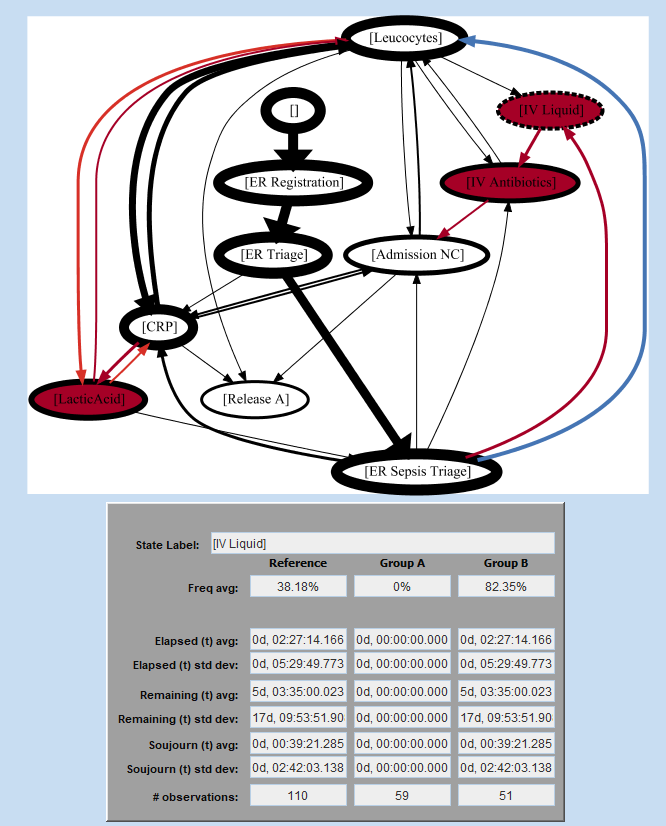 [Leucocytes]
[IV Liquid]
[]
[ER Registration]
[IV Antibiotics]
[ER Triage]
[Admission NC]
[CRP]
[LacticAcid]
[Release A]
[ER Sepsis Triage]
State Label: [IV Liquid]
Reference Group A Group B
Freq avg: 38.18% 0% 82.35%
Elapsed (t) avg: 0d, 02:27:14.166 0d, 00:00:00.000 0d, 02:27:14.166
Elapsed (t) std dev: 0d, 05:29:49.773 0d, 00:00:00.000 0d, 05:29:49.773
Remaining (t) avg: 5d, 03:35:00.023 0d, 00:00:00.000 5d, 03:35:00.023
Remaining (t) std dev: 17d, 09:53:51.90 0d, 00:00:00.000 17d, 09:53:51.90
Soujourn (t) avg: 0d, 00:39:21.285 0d, 00:00:00.000 0d, 00:39:21.285
Soujourn (t) std dev: 0d, 02:42:03.138 0d, 00:00:00.000 0d, 02:42:03.138
# observations: 110 59 51